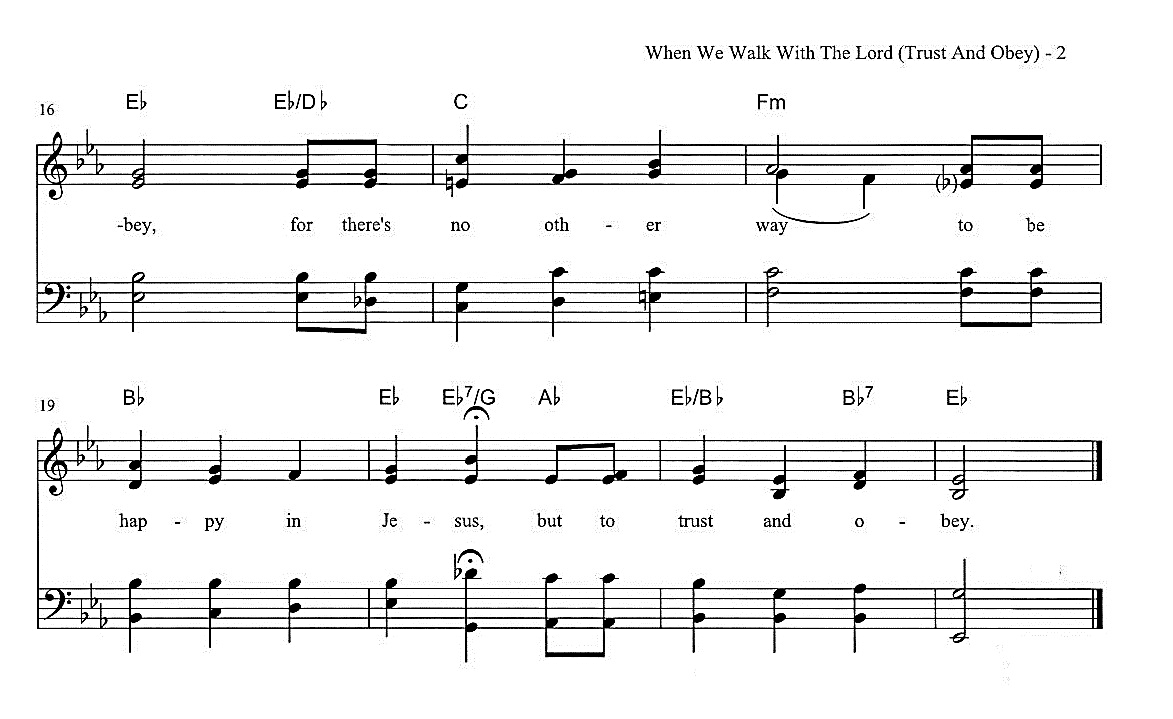 When We Walk With The Lord (Trust And Obey) - 2
16 E♭ E♭/D♭ C Fm
-bey, for there's no oth - er way to be
19 B♭ E♭ E♭7/G A♭ E♭/B♭ B♭7 E♭
hap - py in Je - sus, but to trust and o - bey.